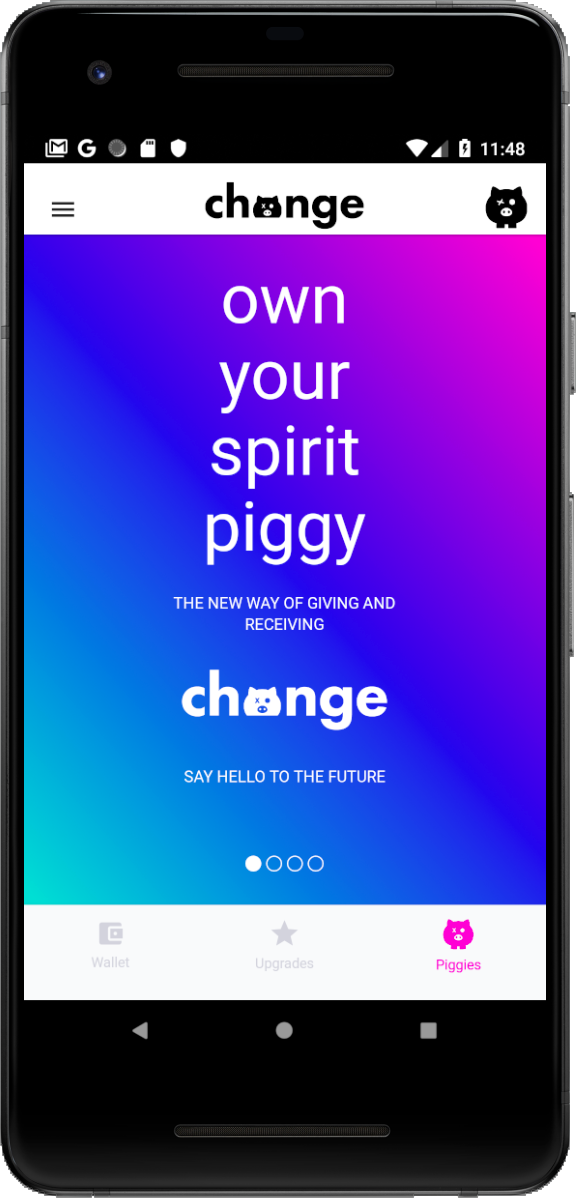 11:48
change
own
your
spirit
piggy
THE NEW WAY OF GIVING AND
RECEIVING
change
SAY HELLO TO THE FUTURE
Wallet
Upgrades
Piggies